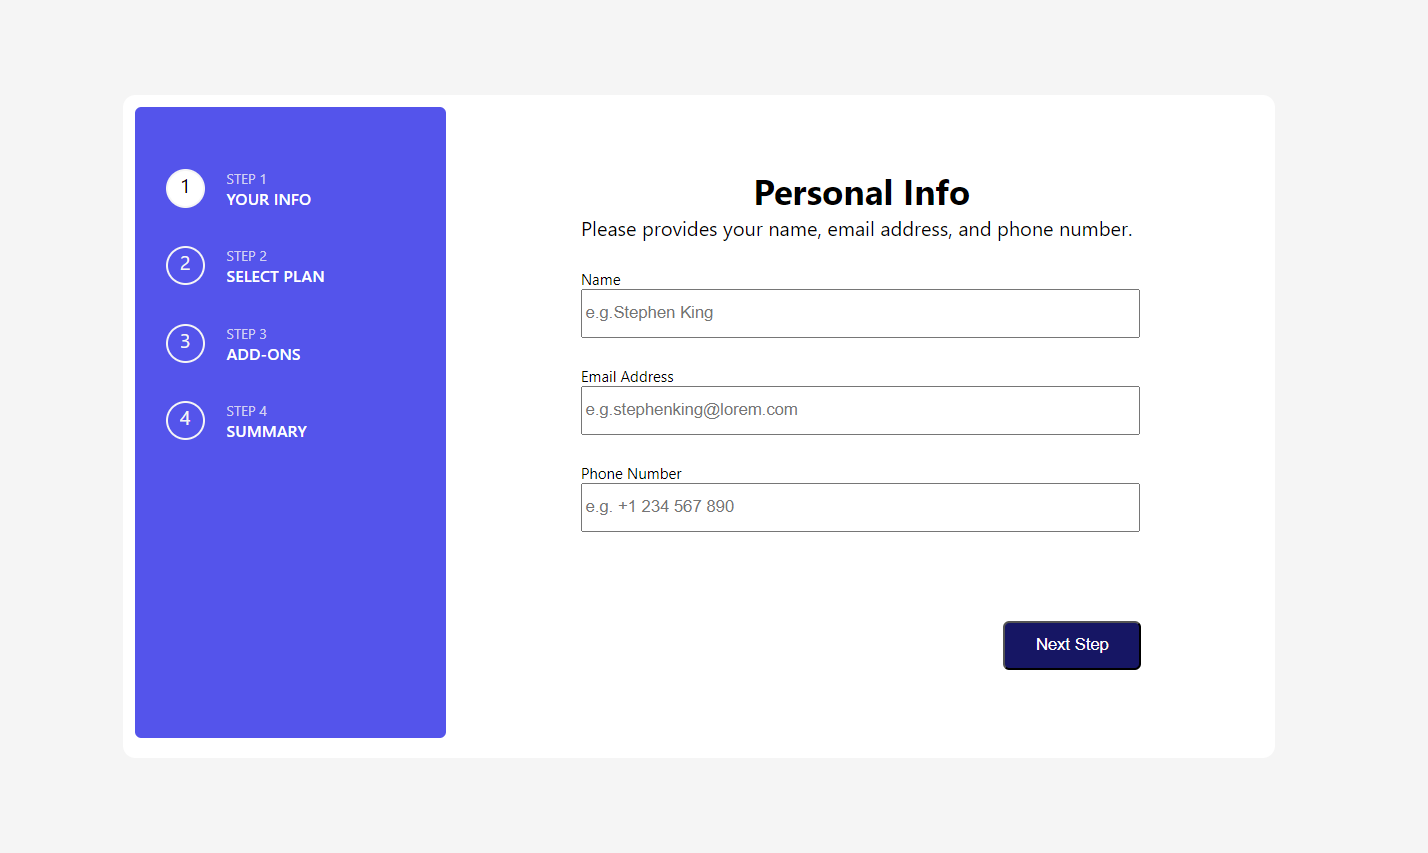 1
STEP 1
YOUR INFO
2
STEP 2
SELECT PLAN
3
STEP 3
ADD-ONS
4
STEP 4
SUMMARY
Personal Info
Please provides your name, email address, and phone number.
Name
e.g.Stephen King
Email Address
e.g.stephenking@lorem.com
Phone Number
e.g. +1 234 567 890
Next Step